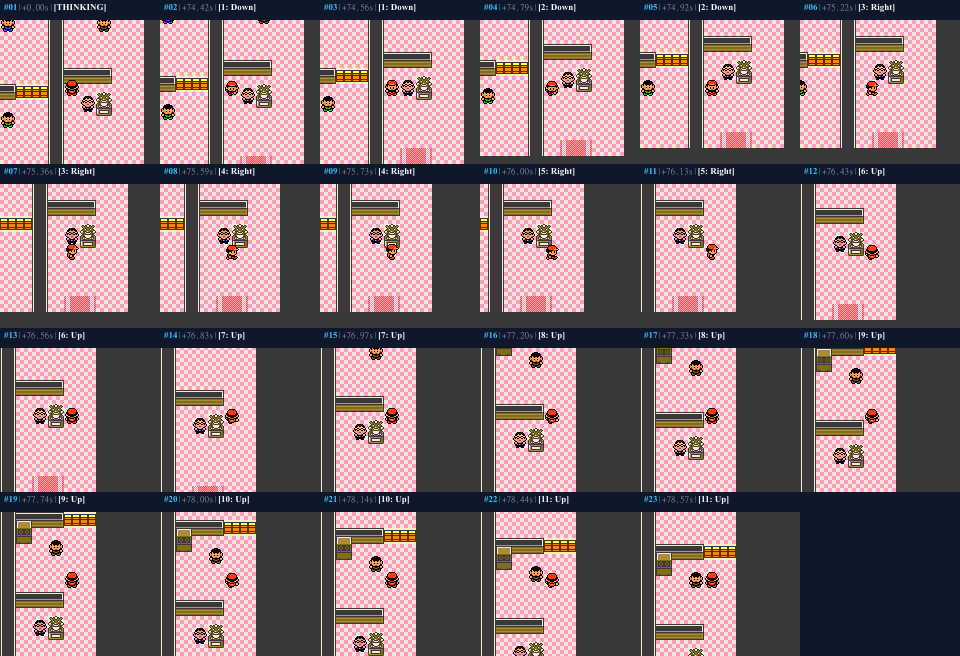 #01|+0.00s|[THINKING]
#02|+74.42s|[1: Down]
#03|+74.56s|[1: Down]
#04|+74.79s|[2: Down]
#05|+74.92s|[2: Down]
#06|+75.22s|[3: Right]
#07|+75.36s|[3: Right]
#08|+75.59s|[4: Right]
#09|+75.73s|[4: Right]
#10|+76.00s|[5: Right]
#11|+76.13s|[5: Right]
#12|+76.43s|[6: Up]
#13|+76.56s|[6: Up]
#14|+76.83s|[7: Up]
#15|+76.97s|[7: Up]
#16|+77.20s|[8: Up]
#17|+77.33s|[8: Up]
#18|+77.60s|[9: Up]
#19|+77.74s|[9: Up]
#20|+78.00s|[10: Up]
#21|+78.14s|[10: Up]
#22|+78.44s|[11: Up]
#23|+78.57s|[11: Up]